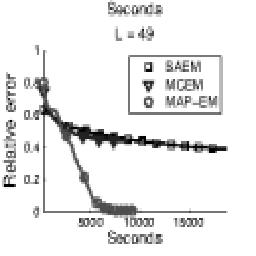 Seconds
L = 49
1
0.8
0.6
0.4
0.2
0
Relative error
SAEM
MCEM
MAP-EM
5000 10000 15000
Seconds